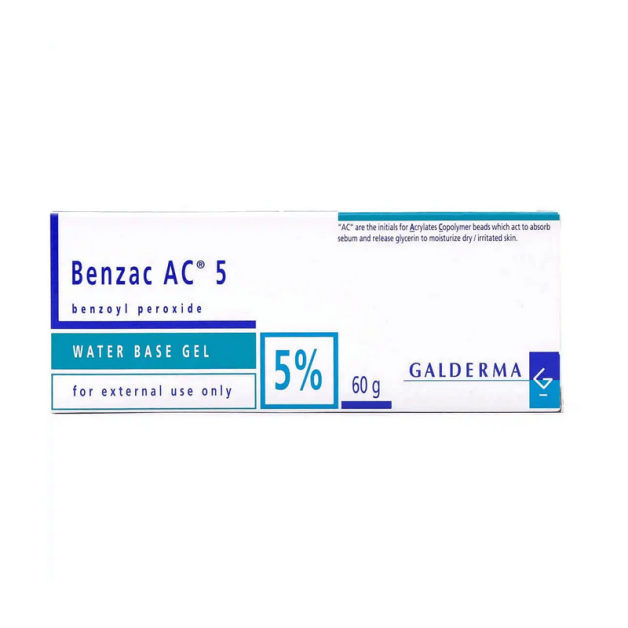 "AC" are the initials for Acrylates Copolymer beads which act to absorb
sebum and release glycerin to moisturize dry / irritated skin.
Benzac AC® 5
benzoyl peroxide
WATER BASE GEL
for external use only
5%
60 g
GALDERMA